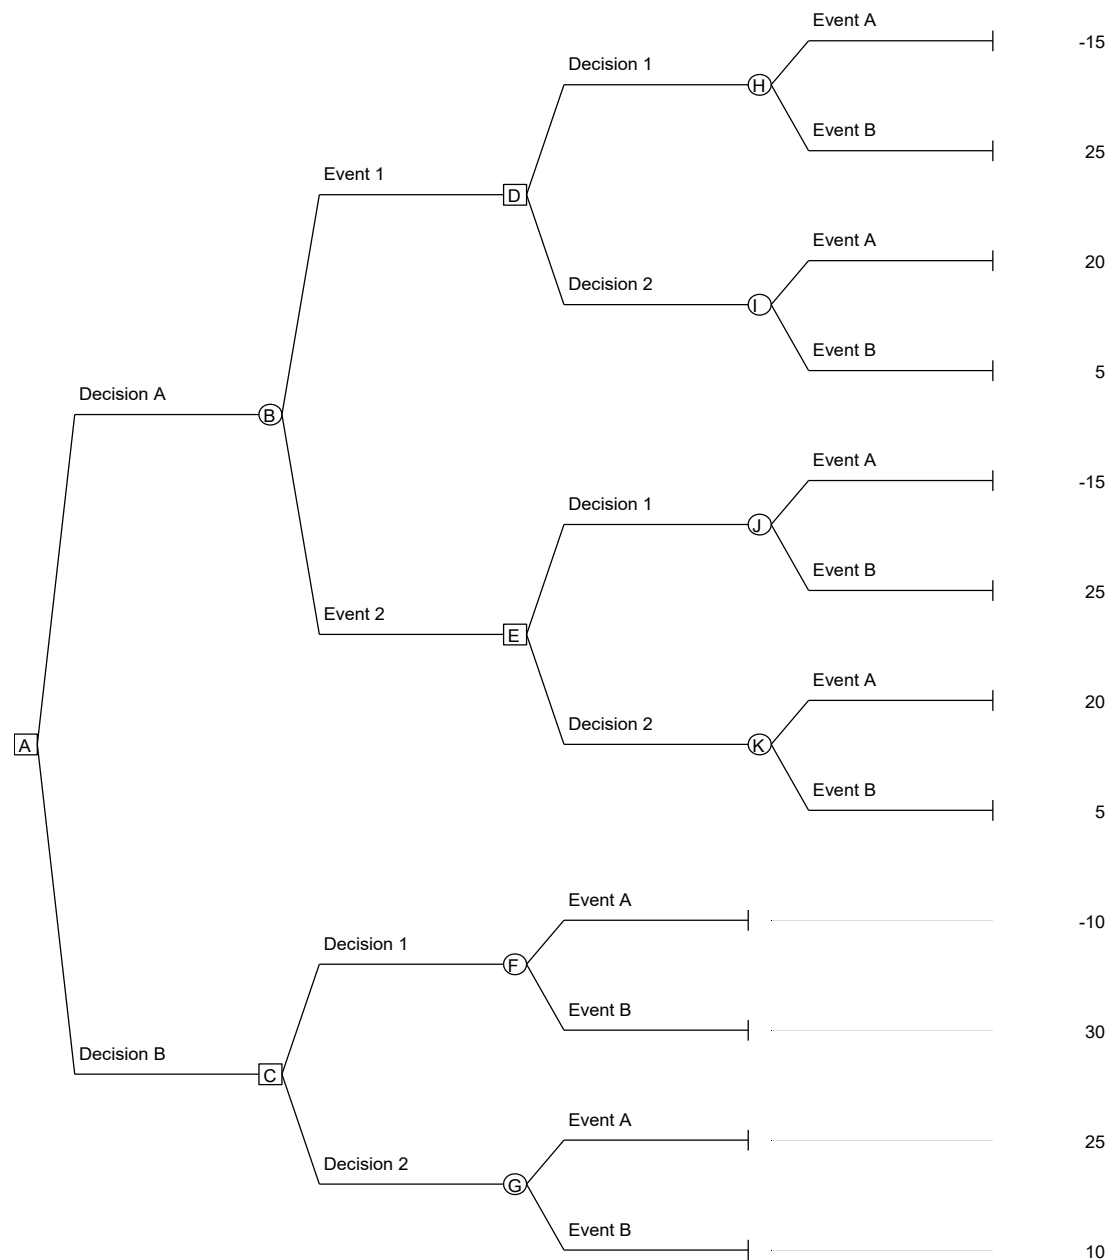 Event A
-15
Decision 1
H
Event B
25
Event 1
D
Event A
20
Decision 2
I
Event B
5
Decision A
B
Event A
-15
Decision 1
J
Event B
25
Event 2
E
Event A
20
Decision 2
K
A
Event B
5
Event A
-10
Decision 1
F
Event B
30
Decision B
C
Event A
25
Decision 2
G
Event B
10